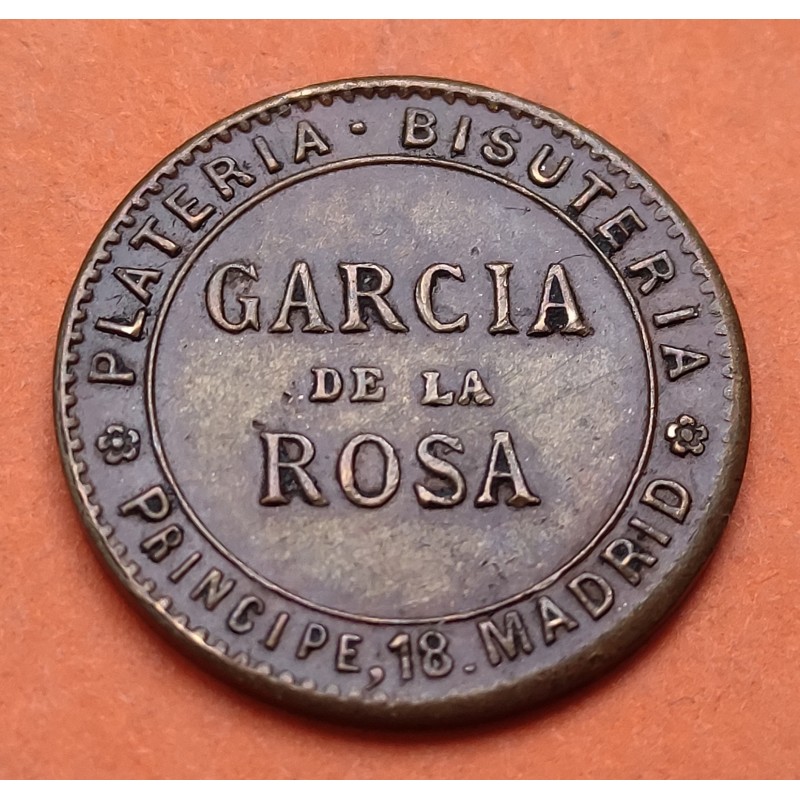 PLATERIA · BISUTERIA
GARCIA
DE LA
ROSA
PRINCIPE, 18. MADRID